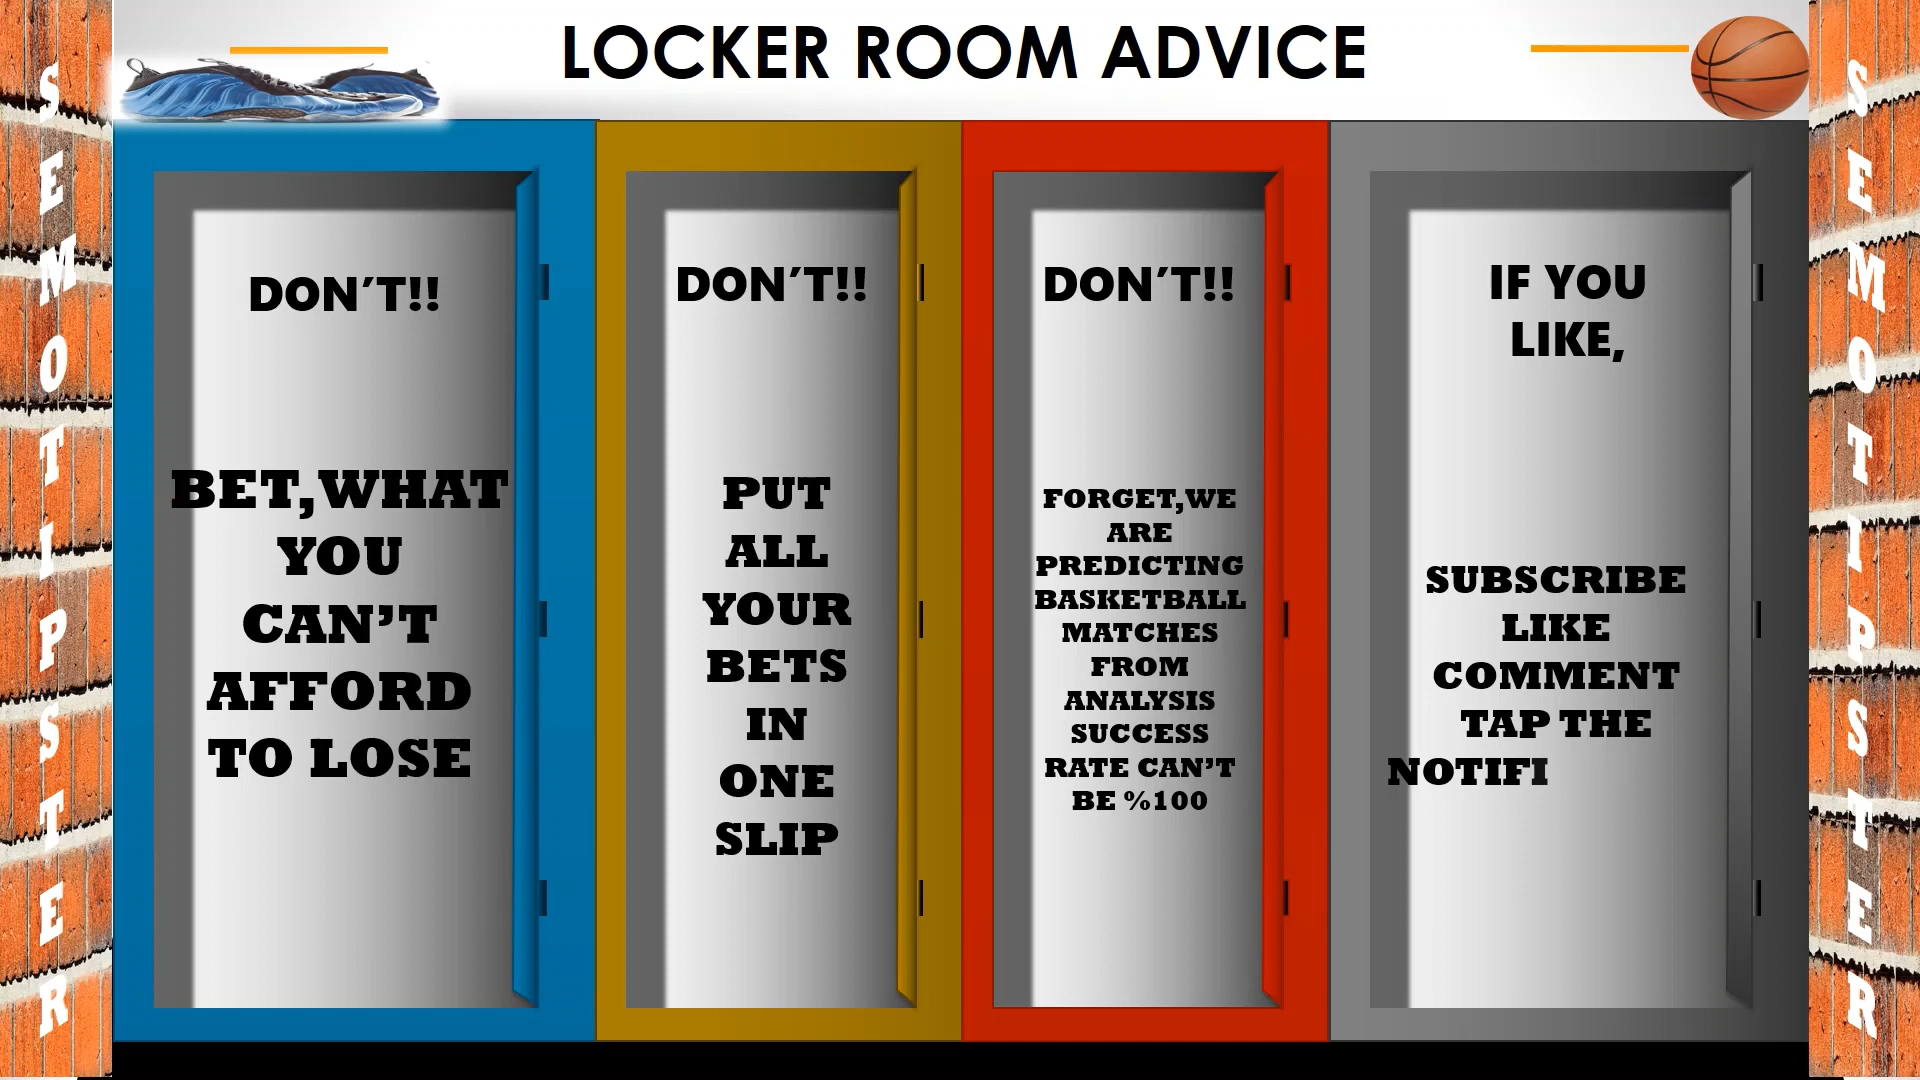 LOCKER ROOM ADVICE
SEMOTIPSTER
DON'T!!
BET,WHAT
YOU
CAN'T
AFFORD
TO LOSE
DON'T!!
PUT
ALL
YOUR
BETS
IN
ONE
SLIP
DON'T!!
FORGET,WE
ARE
PREDICTING
BASKETBALL
MATCHES
FROM
ANALYSIS
SUCCESS
RATE CAN'T
BE %100
IF YOU
LIKE,
SUBSCRIBE
LIKE
COMMENT
TAP THE
NOTIFI
SEMOTIPSTER